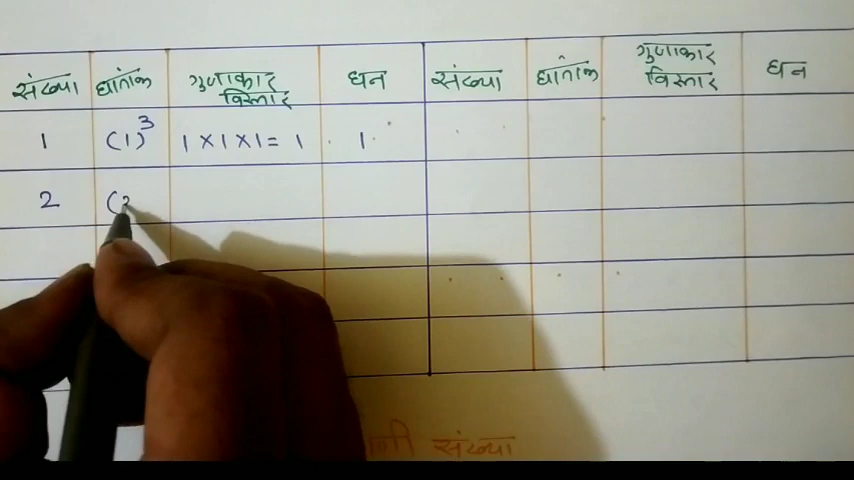 संख्या घांताक गुणाकार विस्तार घन संख्या घांताक गुणाकार विस्तार घन
1 (1)³ 1 × 1 × 1 = 1 1
2 (2
संख्या